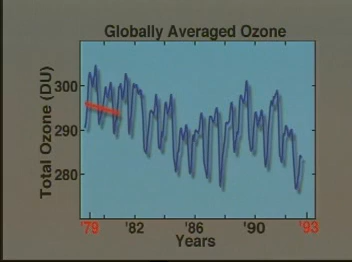 Globally Averaged Ozone
Total Ozone (DU)
300
290
280
'79 '82 '86 '90 '93
Years